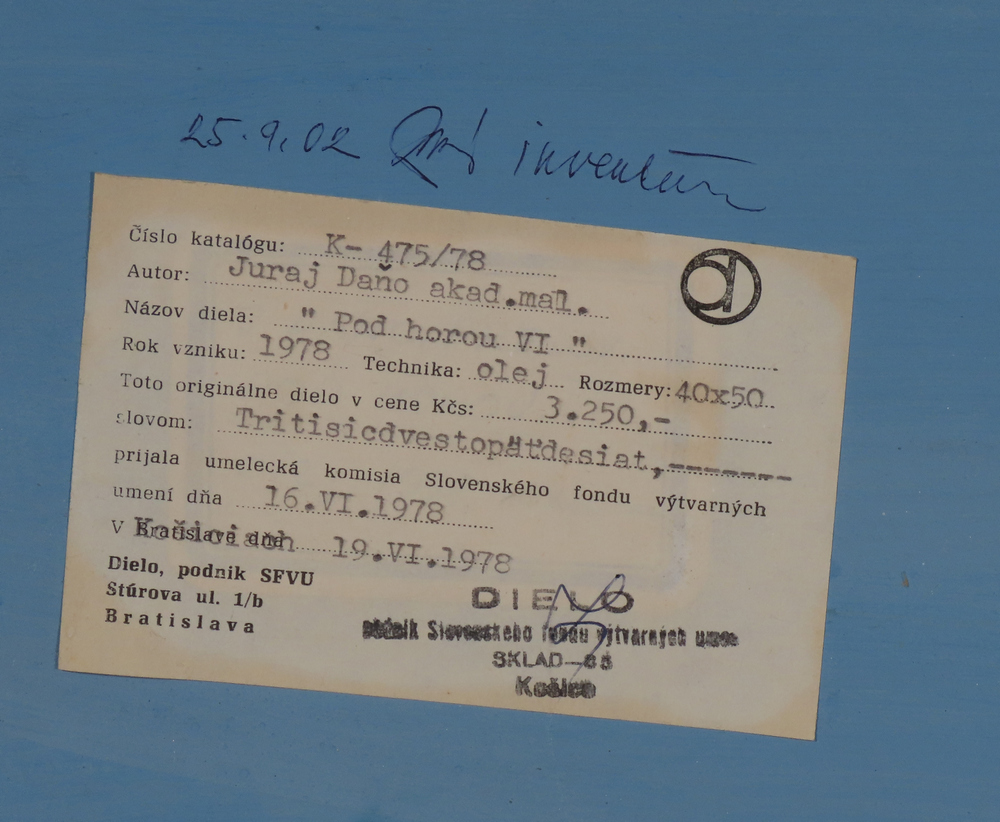 25.9.02 inventúra
Číslo katalógu: K- 475/78
Autor: Juraj Daňo akad.mal.
Názov diela: " Pod horou VI "
Rok vzniku: 1978 Technika: olej Rozmery: 40x50
Toto originálne dielo v cene Kčs: 3.250,-
slovom: Tritisícdvestopäťdesiat,-------
prijala umelecká komisia Slovenského fondu výtvarných
umení dňa 16.VI.1978
V Bratislave dňa Košiciach 19.VI.1978
Dielo, podnik SFVU
Štúrova ul. 1/b
Bratislava
DIELO
podnik Slovenského fondu výtvarných umení
SKLAD
Košice